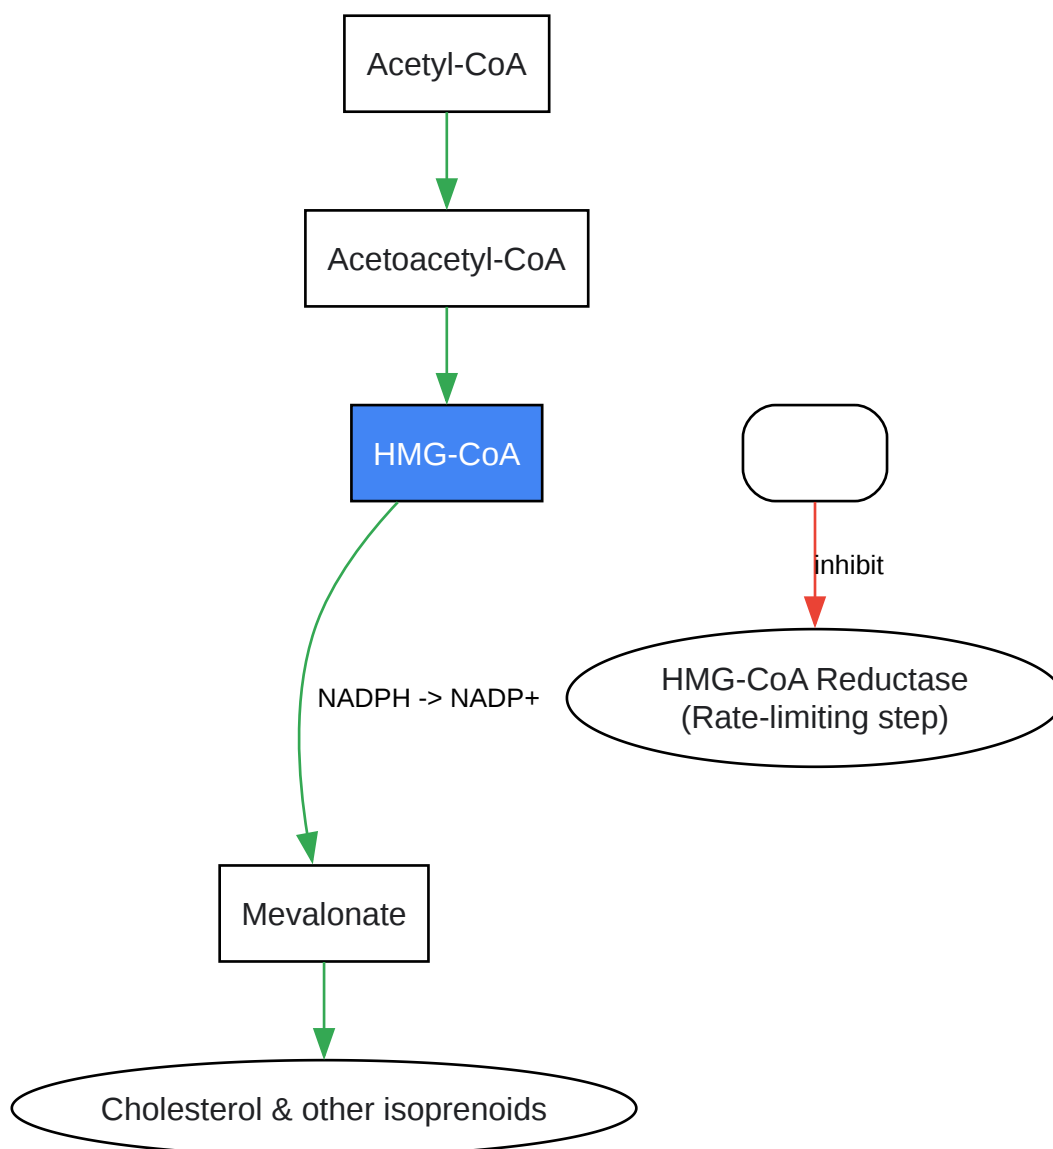 Acetyl-CoA
Acetoacetyl-CoA
HMG-CoA
inhibit
HMG-CoA Reductase
(Rate-limiting step)
NADPH -> NADP+
Mevalonate
Cholesterol & other isoprenoids